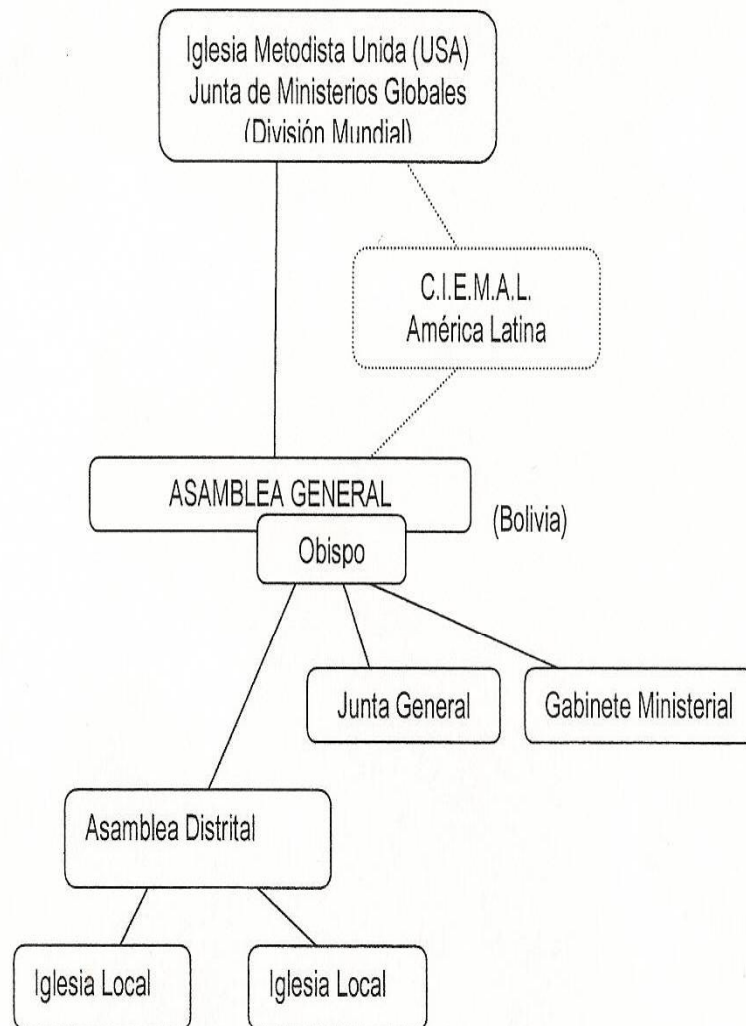 Iglesia Metodista Unida (USA)
Junta de Ministerios Globales
(División Mundial)
C.I.E.M.A.L.
América Latina
ASAMBLEA GENERAL
(Bolivia)
Obispo
Junta General
Gabinete Ministerial
Asamblea Distrital
Iglesia Local
Iglesia Local